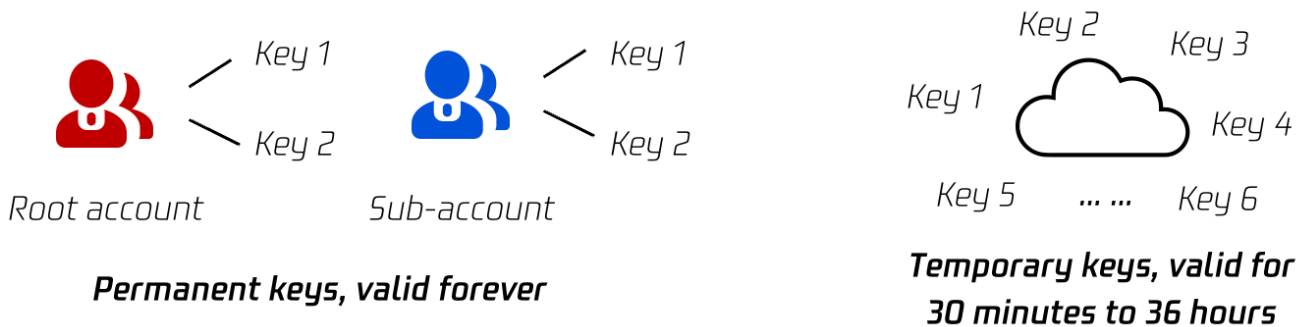 Key 1
Key 2
Root account
Key 1
Key 2
Sub-account
Permanent keys, valid forever
Key 1
Key 2
Key 3
Key 4
Key 5
... ...
Key 6
Temporary keys, valid for
30 minutes to 36 hours